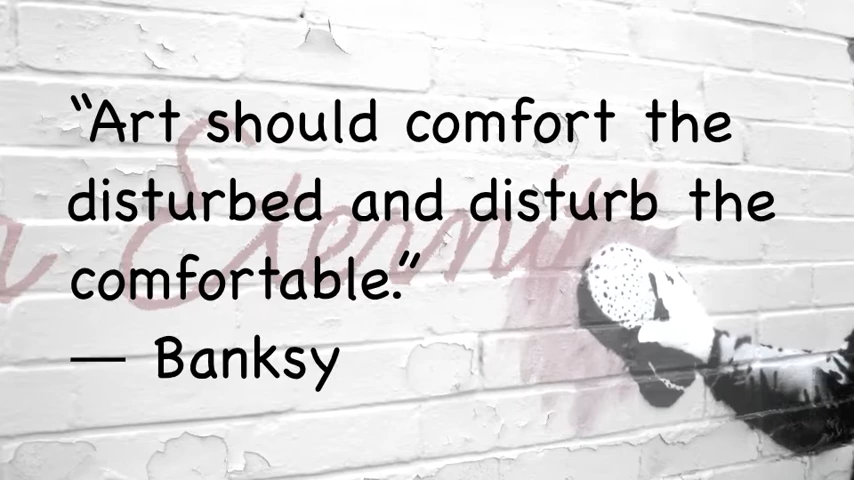 “Art should comfort the
disturbed and disturb the
comfortable.”
— Banksy